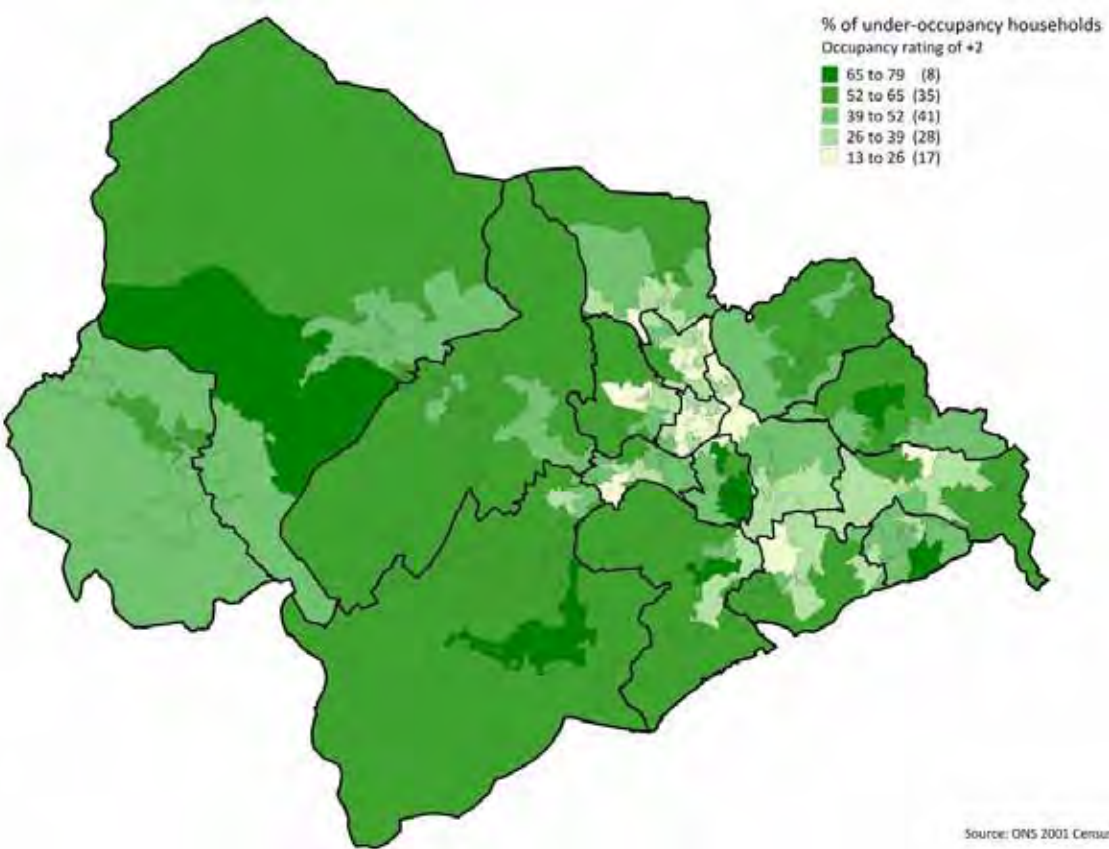 % of under-occupancy households
Occupancy rating of +2
65 to 79 (8)
52 to 65 (35)
39 to 52 (41)
26 to 39 (28)
13 to 26 (17)
Source: ONS 2001 Census